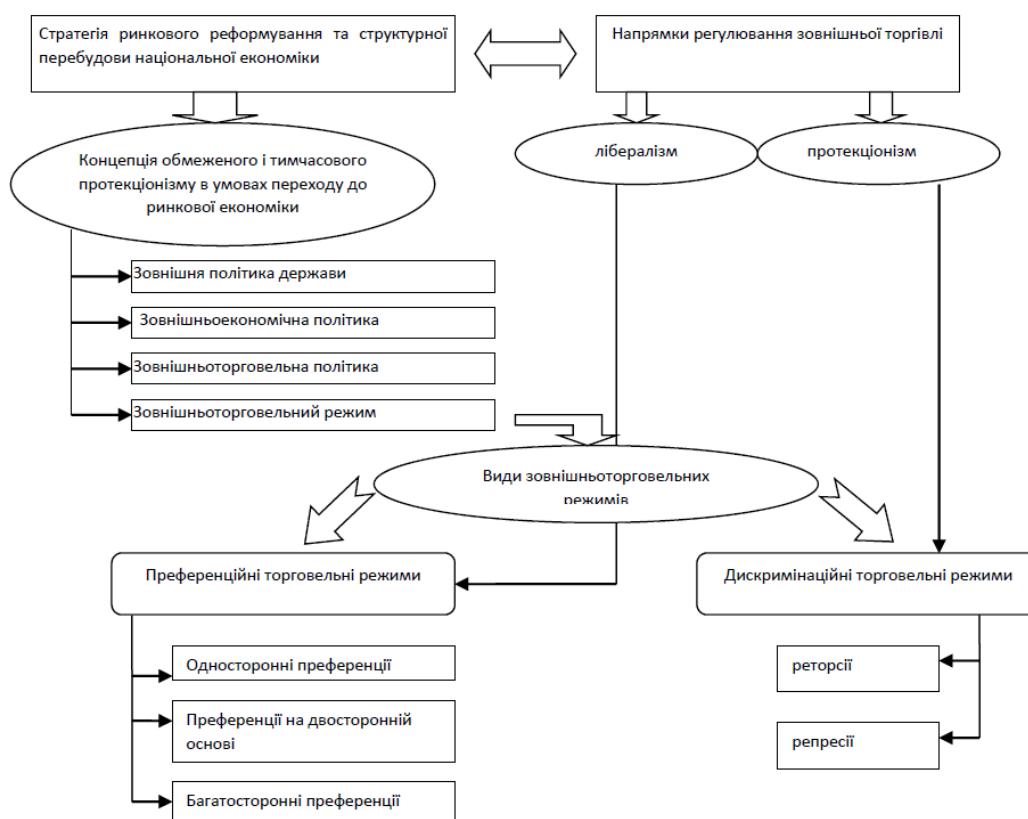 Стратегія ринкового реформування та структурної
перебудови національної економіки
Напрямки регулювання зовнішньої торгівлі
Концепція обмеженого і тимчасового
протекціонізму в умовах переходу до
ринкової економіки
лібералізм
протекціонізм
Зовнішня політика держави
Зовнішньоекономічна політика
Зовнішньоторговельна політика
Зовнішньоторговельний режим
Види зовнішньоторговельних
режимів
Преференційні торговельні режими
Дискримінаційні торговельні режими
Односторонні преференції
Преференції на двосторонній
основі
Багатосторонні преференції
реторсії
репресії